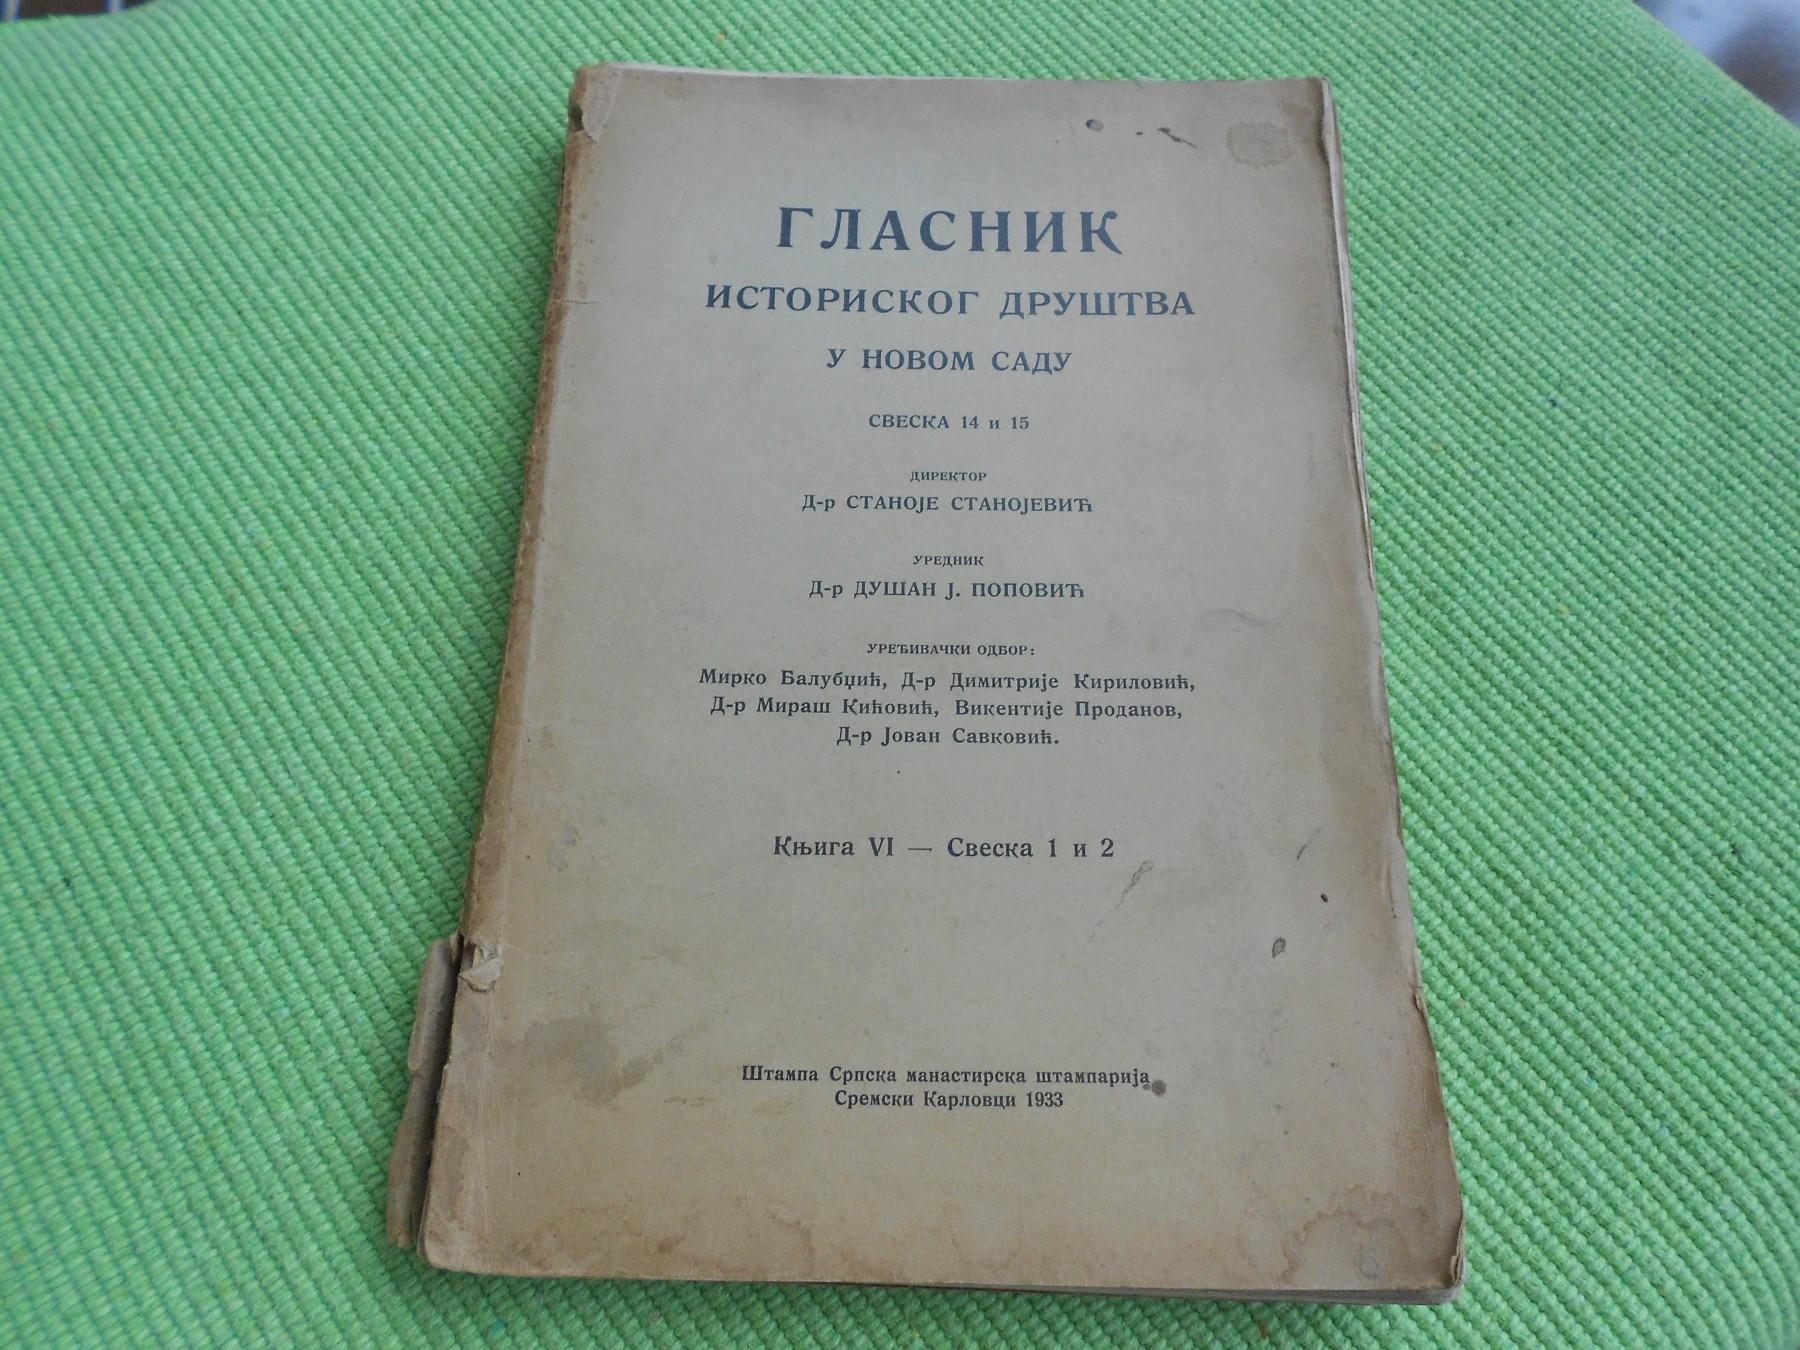 ГЛАСНИК
ИСТОРИСКОГ ДРУШТВА
У НОВОМ САДУ
СВЕСКА 14 и 15
ДИРЕКТОР
Д-р СТАНОЈЕ СТАНОЈЕВИЋ
УРЕДНИК
Д-р ДУШАН Ј. ПОПОВИЋ
УРЕЂИВАЧКИ ОДБОР:
Мирко Балубџић, Д-р Димитрије Кириловић,
Д-р Мираш Кићовић, Викентије Проданов,
Д-р Јован Савковић.
Књига VI — Свеска 1 и 2
Штампа Српска манастирска штампарија
Сремски Карловци 1933